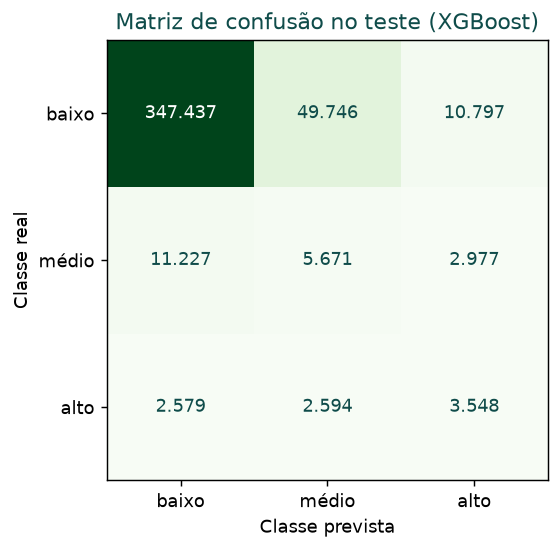 Matriz de confusão no teste (XGBoost)
baixo 347.437 49.746 10.797
médio 11.227 5.671 2.977
alto 2.579 2.594 3.548
baixo médio alto
Classe prevista
Classe real